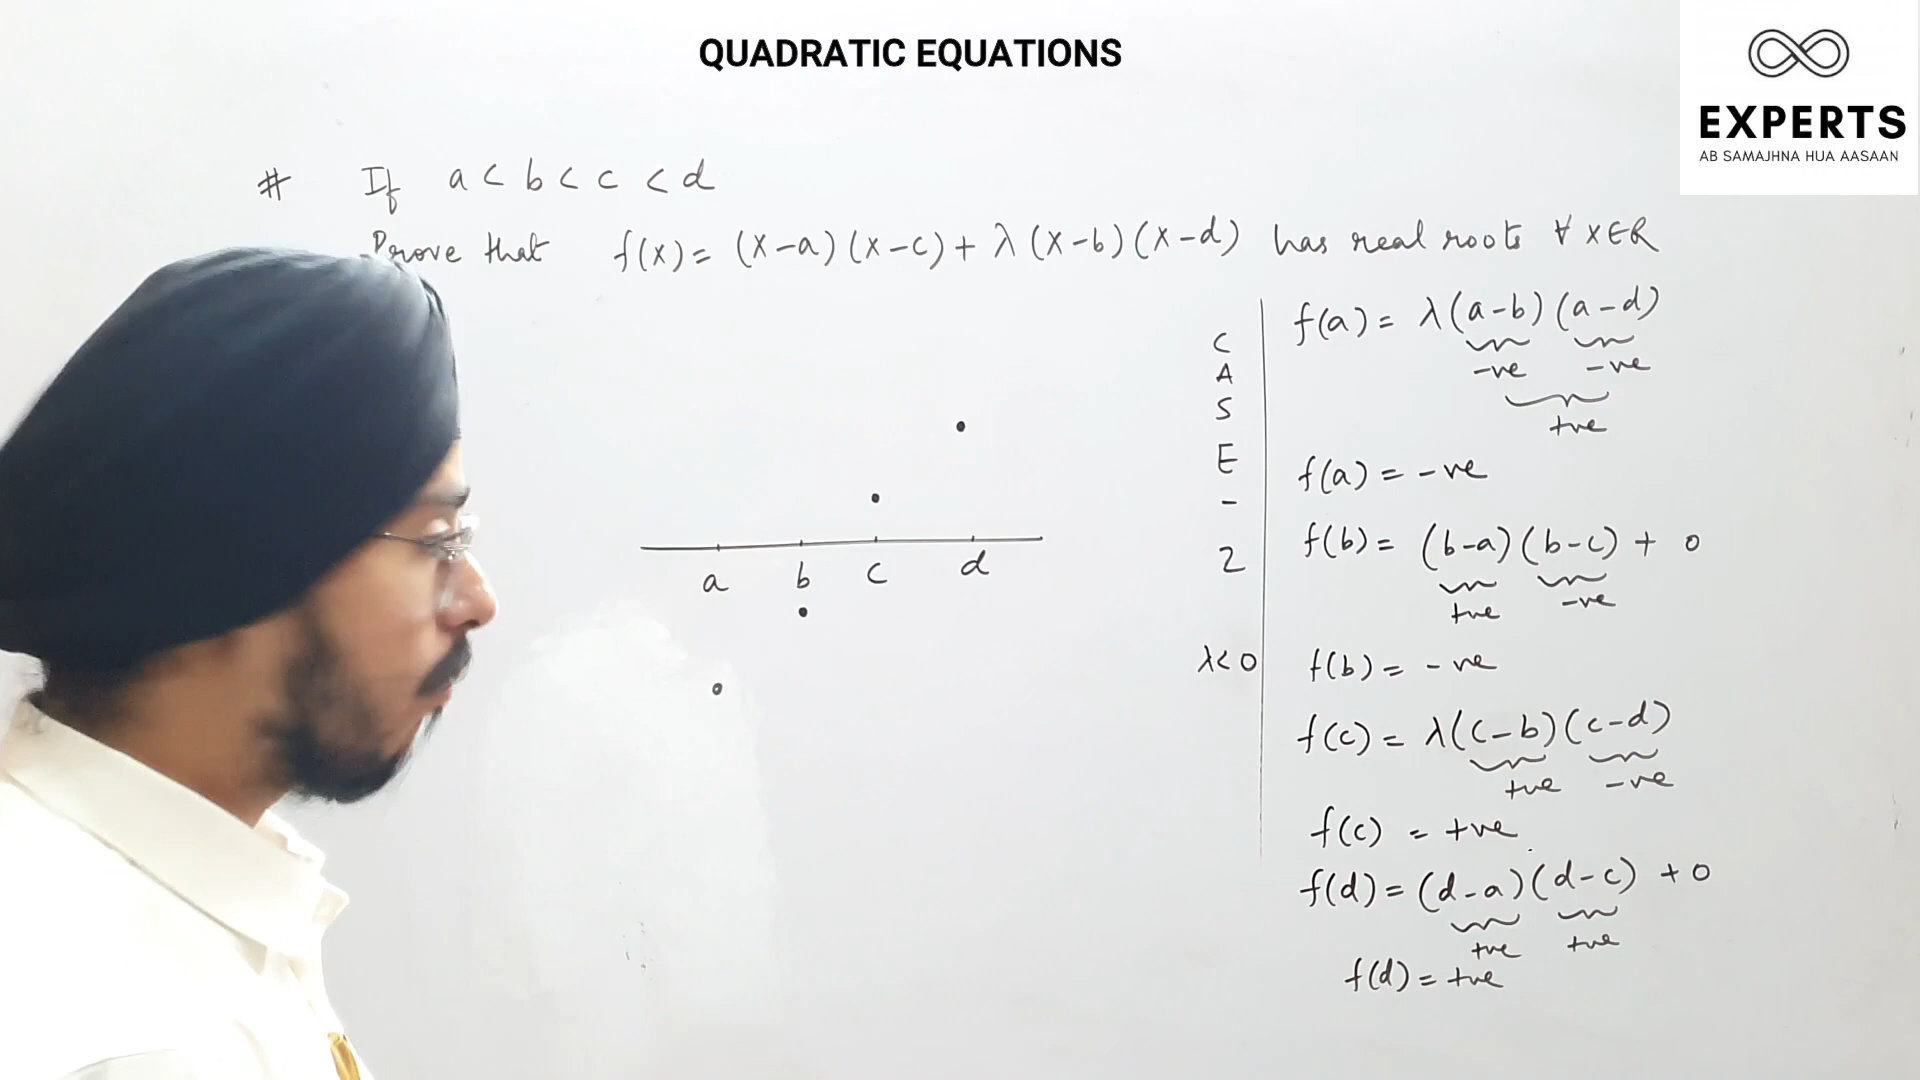 QUADRATIC EQUATIONS
EXPERTS
AB SAMAJHNA HUA AASAAN
# If a < b < c < d
Prove that f(x) = (x-a)(x-c) + λ(x-b)(x-d) has real roots ∀ x∈R
a b c d
CASE-2
λ<0
f(a) = λ(a-b)(a-d)
-ve -ve
+ve
f(a) = -ve
f(b) = (b-a)(b-c) + 0
+ve -ve
f(b) = -ve
f(c) = λ(c-b)(c-d)
+ve -ve
f(c) = +ve
f(d) = (d-a)(d-c) + 0
+ve +ve
f(d) = +ve